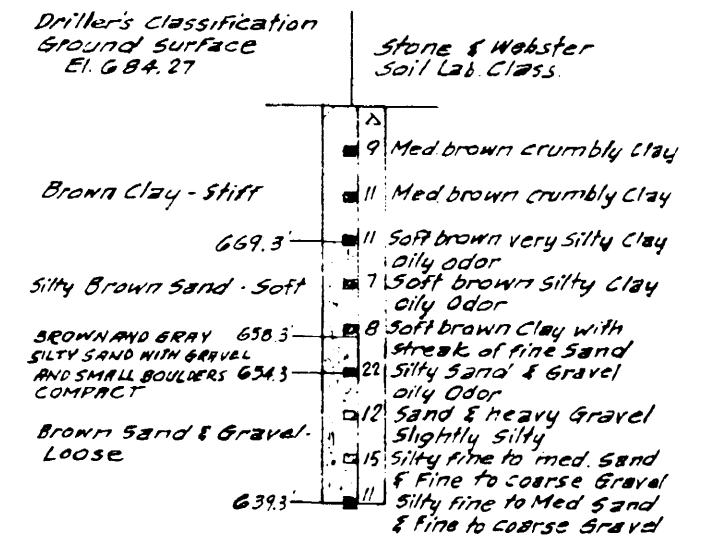 Driller's Classification
Ground Surface
El. 684.27
Stone & Webster
Soil Lab. Class.
9 Med. brown crumbly Clay
Brown Clay - Stiff
11 Med brown crumbly Clay
669.3'
11 Soft brown very Silty Clay
oily odor
Silty Brown Sand - Soft
7 Soft brown Silty Clay
oily Odor
BROWN AND GRAY 658.3'
SILTY SAND WITH GRAVEL
AND SMALL BOULDERS 654.3
COMPACT
8 Soft brown Clay with
streak of fine Sand
22 Silty Sand & Gravel
oily Odor
12 Sand & heavy Gravel
Slightly Silty
Brown Sand & Gravel -
Loose
15 Silty fine to med. Sand
& Fine to coarse Gravel
639.3'
11 Silty fine to Med Sand
& fine to coarse Gravel